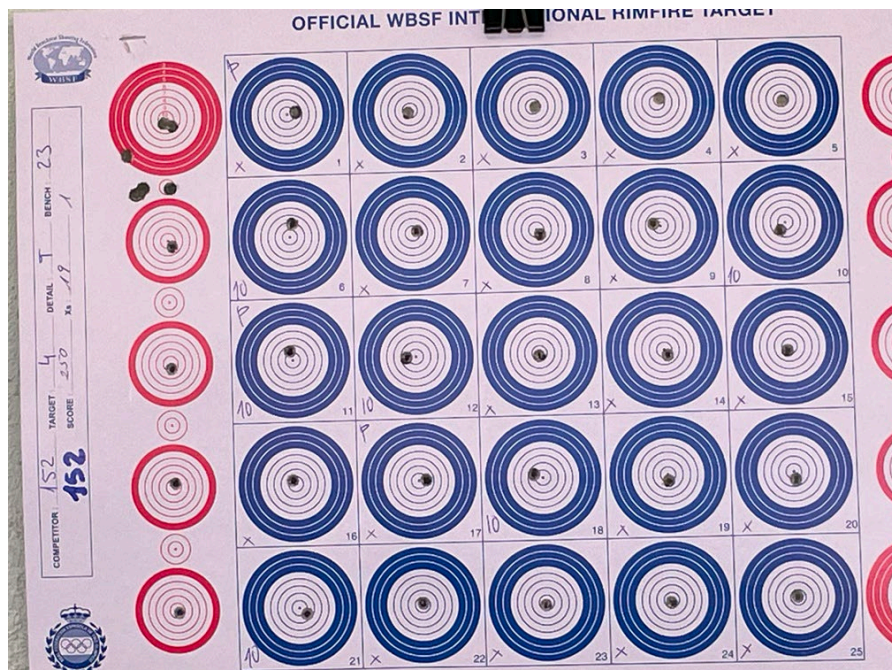 OFFICIAL WBSF INT IONAL RIMFIRE TARGET
WBSF
COMPETITOR: 152 TARGET: 4 DETAIL: T BENCH: 23
152 SCORE 250 Xs: 19 1
P X 1
X 2
X 3
X 4
X 5
10 6
X 7
X 8
X 9
10 10
P 10 11
10 12
X 13
X 14
X 15
X 16
P X 17
10 18
X 19
X 20
10 21
X 22
X 23
X 24
X 25